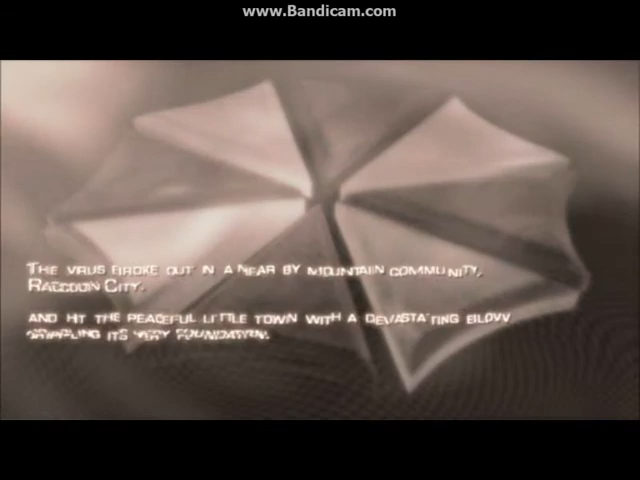 www.Bandicam.com
THE VIRUS BROKE OUT IN A NEAR BY MOUNTAIN COMMUNITY,
RACCOON CITY.
AND HIT THE PEACEFUL LITTLE TOWN WITH A DEVASTATING BLOW
CRIPPLING ITS VERY FOUNDATION.